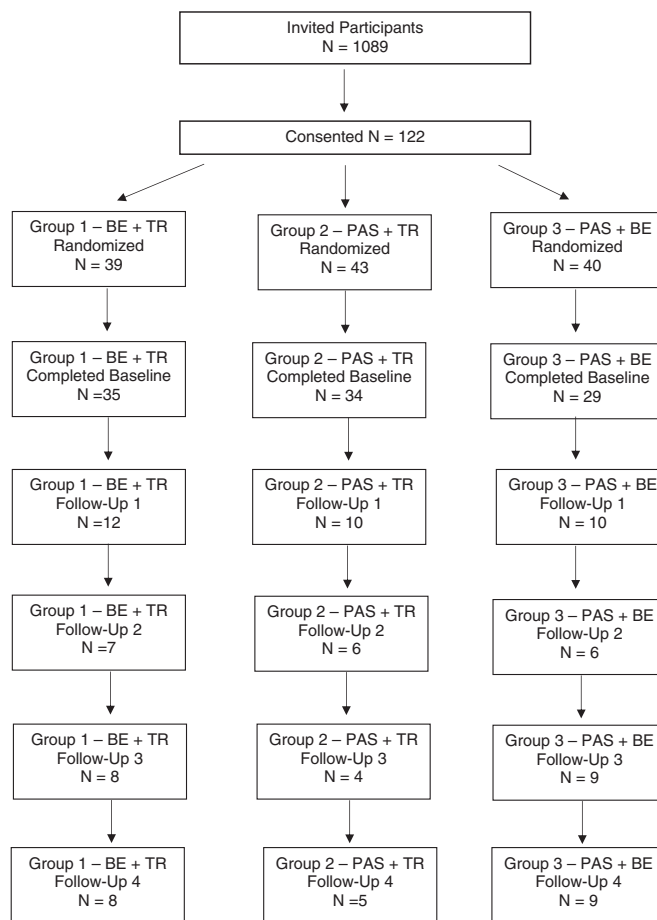 Invited Participants
N = 1089
Consented N = 122
Group 1 – BE + TR
Randomized
N = 39
Group 2 – PAS + TR
Randomized
N = 43
Group 3 – PAS + BE
Randomized
N = 40
Group 1 – BE + TR
Completed Baseline
N =35
Group 2 – PAS + TR
Completed Baseline
N = 34
Group 3 – PAS + BE
Completed Baseline
N = 29
Group 1 – BE + TR
Follow-Up 1
N =12
Group 2 – PAS + TR
Follow-Up 1
N = 10
Group 3 – PAS + BE
Follow-Up 1
N = 10
Group 1 – BE + TR
Follow-Up 2
N =7
Group 2 – PAS + TR
Follow-Up 2
N = 6
Group 3 – PAS + BE
Follow-Up 2
N = 6
Group 1 – BE + TR
Follow-Up 3
N = 8
Group 2 – PAS + TR
Follow-Up 3
N = 4
Group 3 – PAS + BE
Follow-Up 3
N = 9
Group 1 – BE + TR
Follow-Up 4
N = 8
Group 2 – PAS + TR
Follow-Up 4
N =5
Group 3 – PAS + BE
Follow-Up 4
N = 9